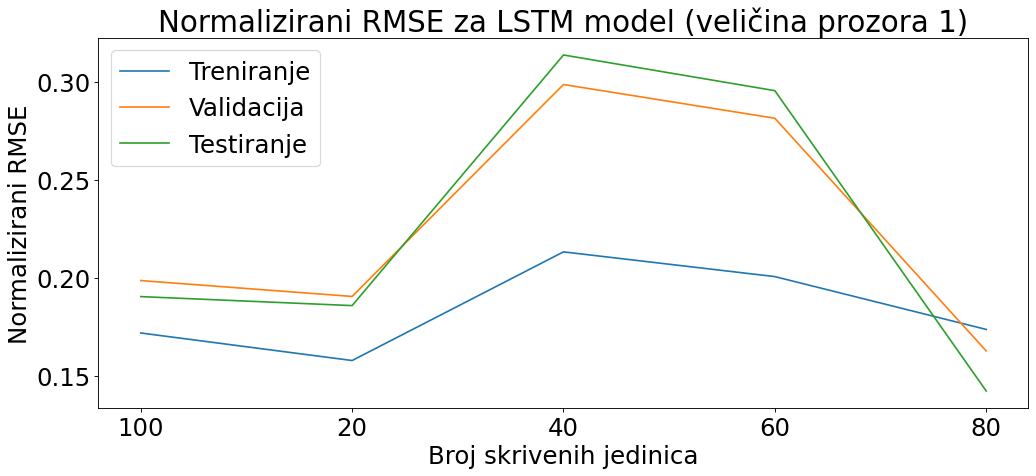 Normalizirani RMSE za LSTM model (veličina prozora 1)
Treniranje
Validacija
Testiranje
Normalizirani RMSE
0.30
0.25
0.20
0.15
100 20 40 60 80
Broj skrivenih jedinica